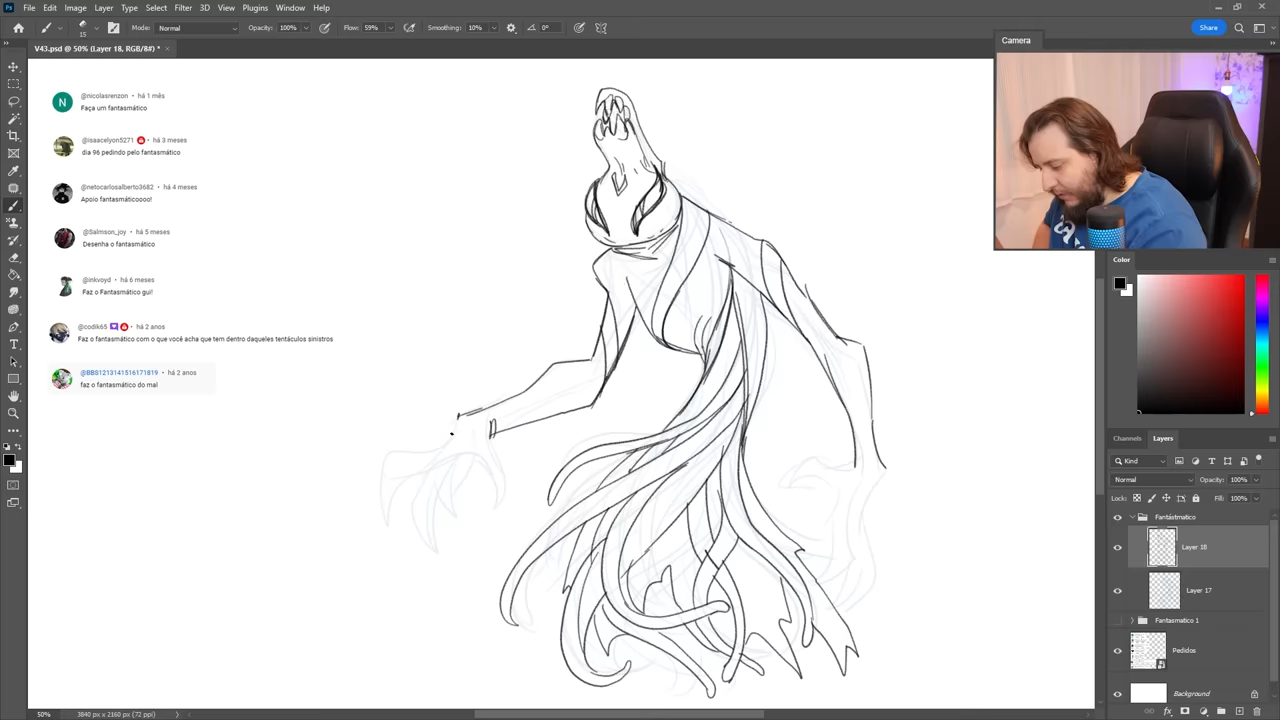 File Edit Image Layer Type Select Filter 3D View Plugins Window Help
15 Mode: Normal Opacity: 100% Flow: 59% Smoothing: 10% 0° Share
V43.psd @ 50% (Layer 18, RGB/8#) *
Camera
@nicolasrenzon • há 1 mês
Faça um fantasmático
@isaacelyon5271 • há 3 meses
dia 96 pedindo pelo fantasmático
@netocarlosalberto3682 • há 4 meses
Apoio fantasmáticoooo!
@Salmson_joy • há 5 meses
Desenha o fantasmático
@inkvoyd • há 6 meses
Faz o Fantasmático gui!
@codik65 • há 2 anos
Faz o fantasmático com o que você acha que tem dentro daqueles tentáculos sinistros
@BBS1213141516171819 • há 2 anos
faz o fantasmático do mal
Color
Channels Layers
Kind
Normal Opacity: 100%
Lock: Fill: 100%
Fantástmatico
Layer 18
Layer 17
Fantasmatico 1
Pedidos
Background
50% 3840 px x 2160 px (72 ppi)